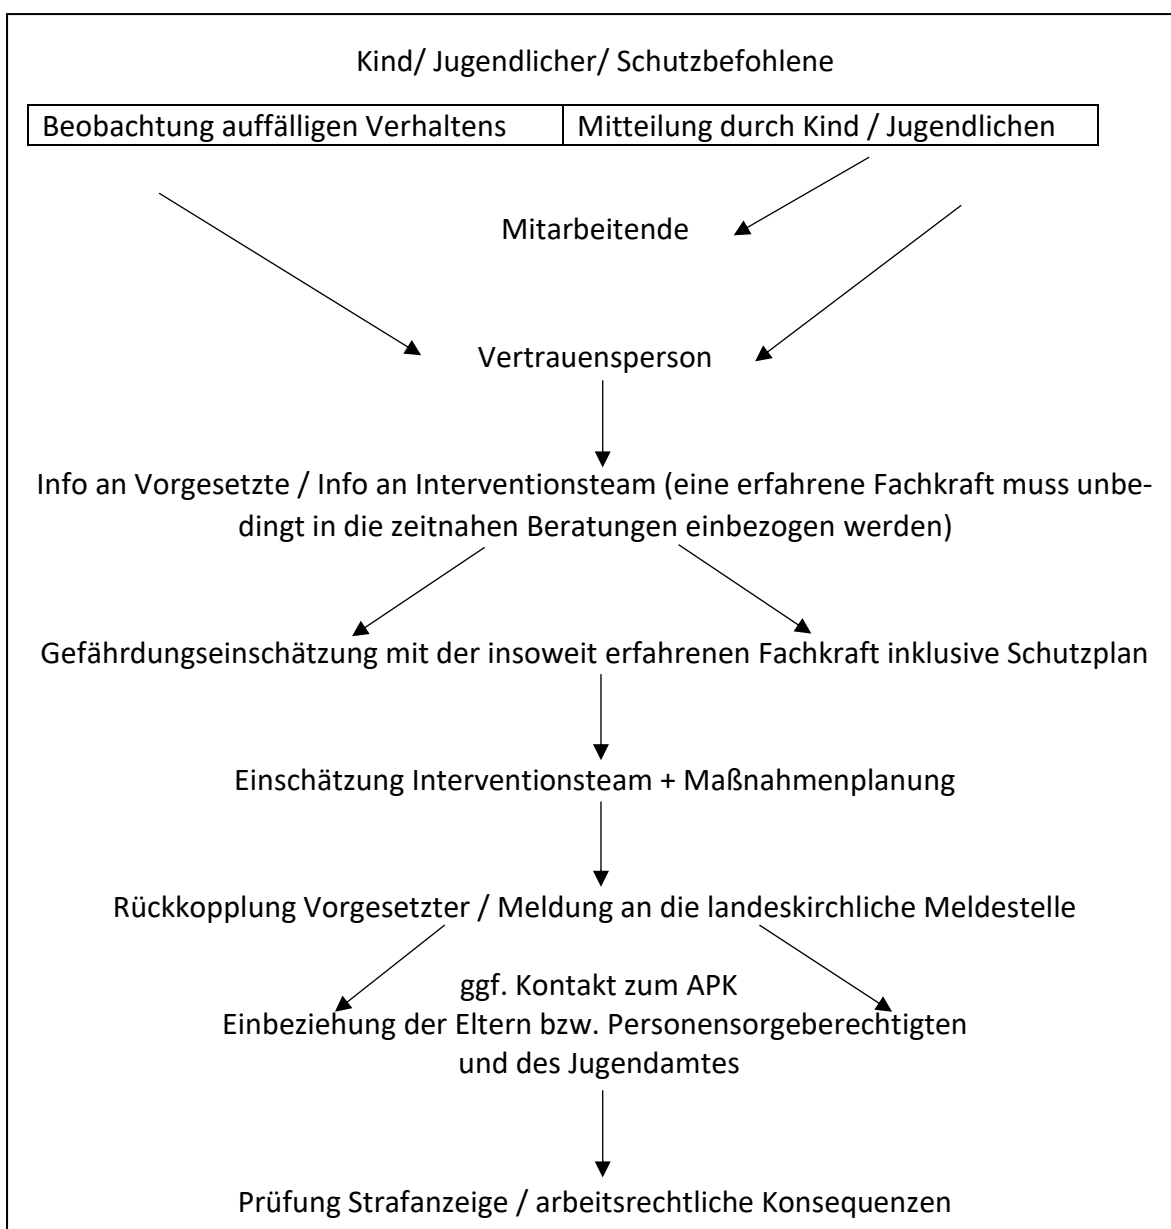 Kind/ Jugendlicher/ Schutzbefohlene
Beobachtung auffälligen Verhaltens
Mitteilung durch Kind / Jugendlichen
Mitarbeitende
Vertrauensperson
Info an Vorgesetzte / Info an Interventionsteam (eine erfahrene Fachkraft muss unbe-
dingt in die zeitnahen Beratungen einbezogen werden)
Gefährdungseinschätzung mit der insoweit erfahrenen Fachkraft inklusive Schutzplan
Einschätzung Interventionsteam + Maßnahmenplanung
Rückkopplung Vorgesetzter / Meldung an die landeskirchliche Meldestelle
ggf. Kontakt zum APK
Einbeziehung der Eltern bzw. Personensorgeberechtigten
und des Jugendamtes
Prüfung Strafanzeige / arbeitsrechtliche Konsequenzen